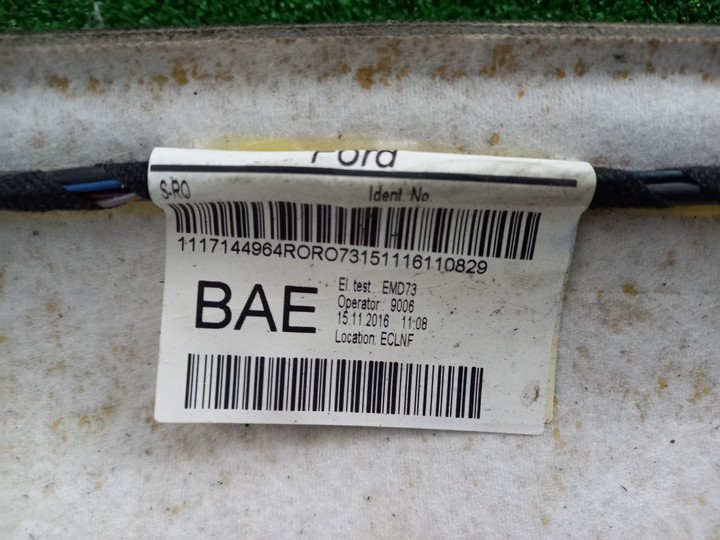 Ford
S-RO Ident. No.
1117144964RORO73151116110829
BAE
El. test: EMD73
Operator: 9006
15.11.2016 11:08
Location: ECLNF